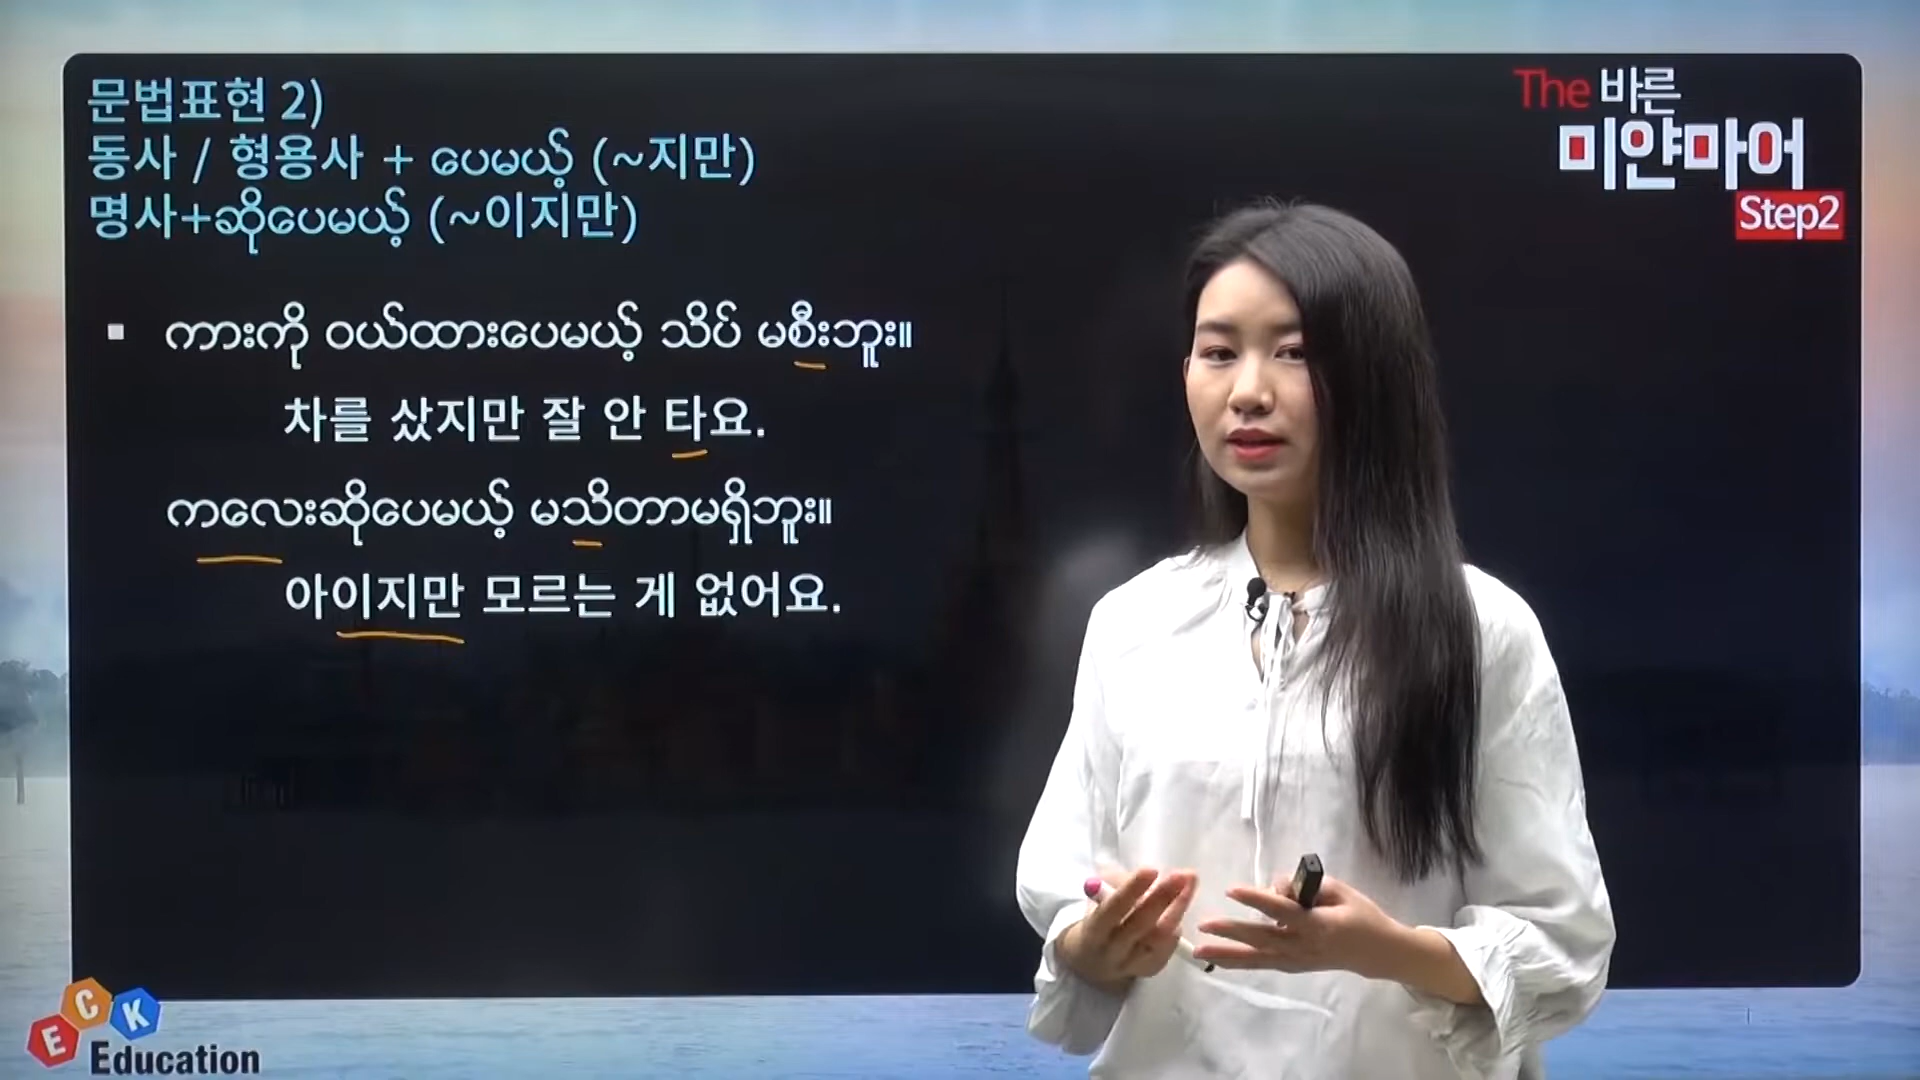 문법표현 2)
동사 / 형용사 + ပေမယ့် (~지만)
명사+ဆိုပေမယ့် (~이지만)
▪ ကားကို ဝယ်ထားပေမယ့် သိပ် မစီးဘူး။
차를 샀지만 잘 안 타요.
ကလေးဆိုပေမယ့် မသိတာမရှိဘူး။
아이지만 모르는 게 없어요.
The 바른
미얀마어
Step2
ECK
Education